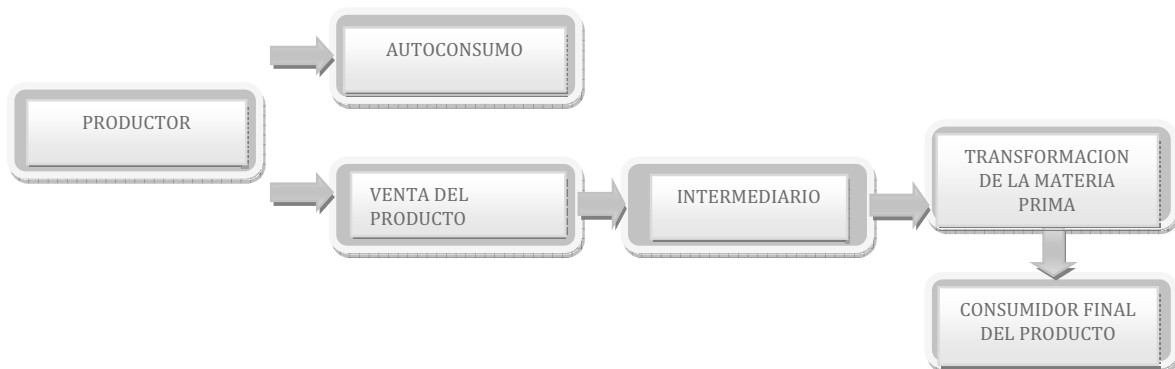 AUTOCONSUMO
PRODUCTOR
VENTA DEL
PRODUCTO
INTERMEDIARIO
TRANSFORMACION
DE LA MATERIA
PRIMA
CONSUMIDOR FINAL
DEL PRODUCTO